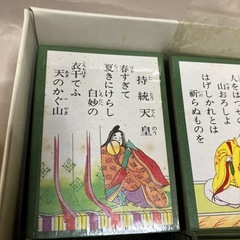 持統天皇
春すぎて
夏きにけらし
白妙の
衣干てふ
天のかぐ山
人をは
山おろしよ
はげしかれとは
祈らぬものを